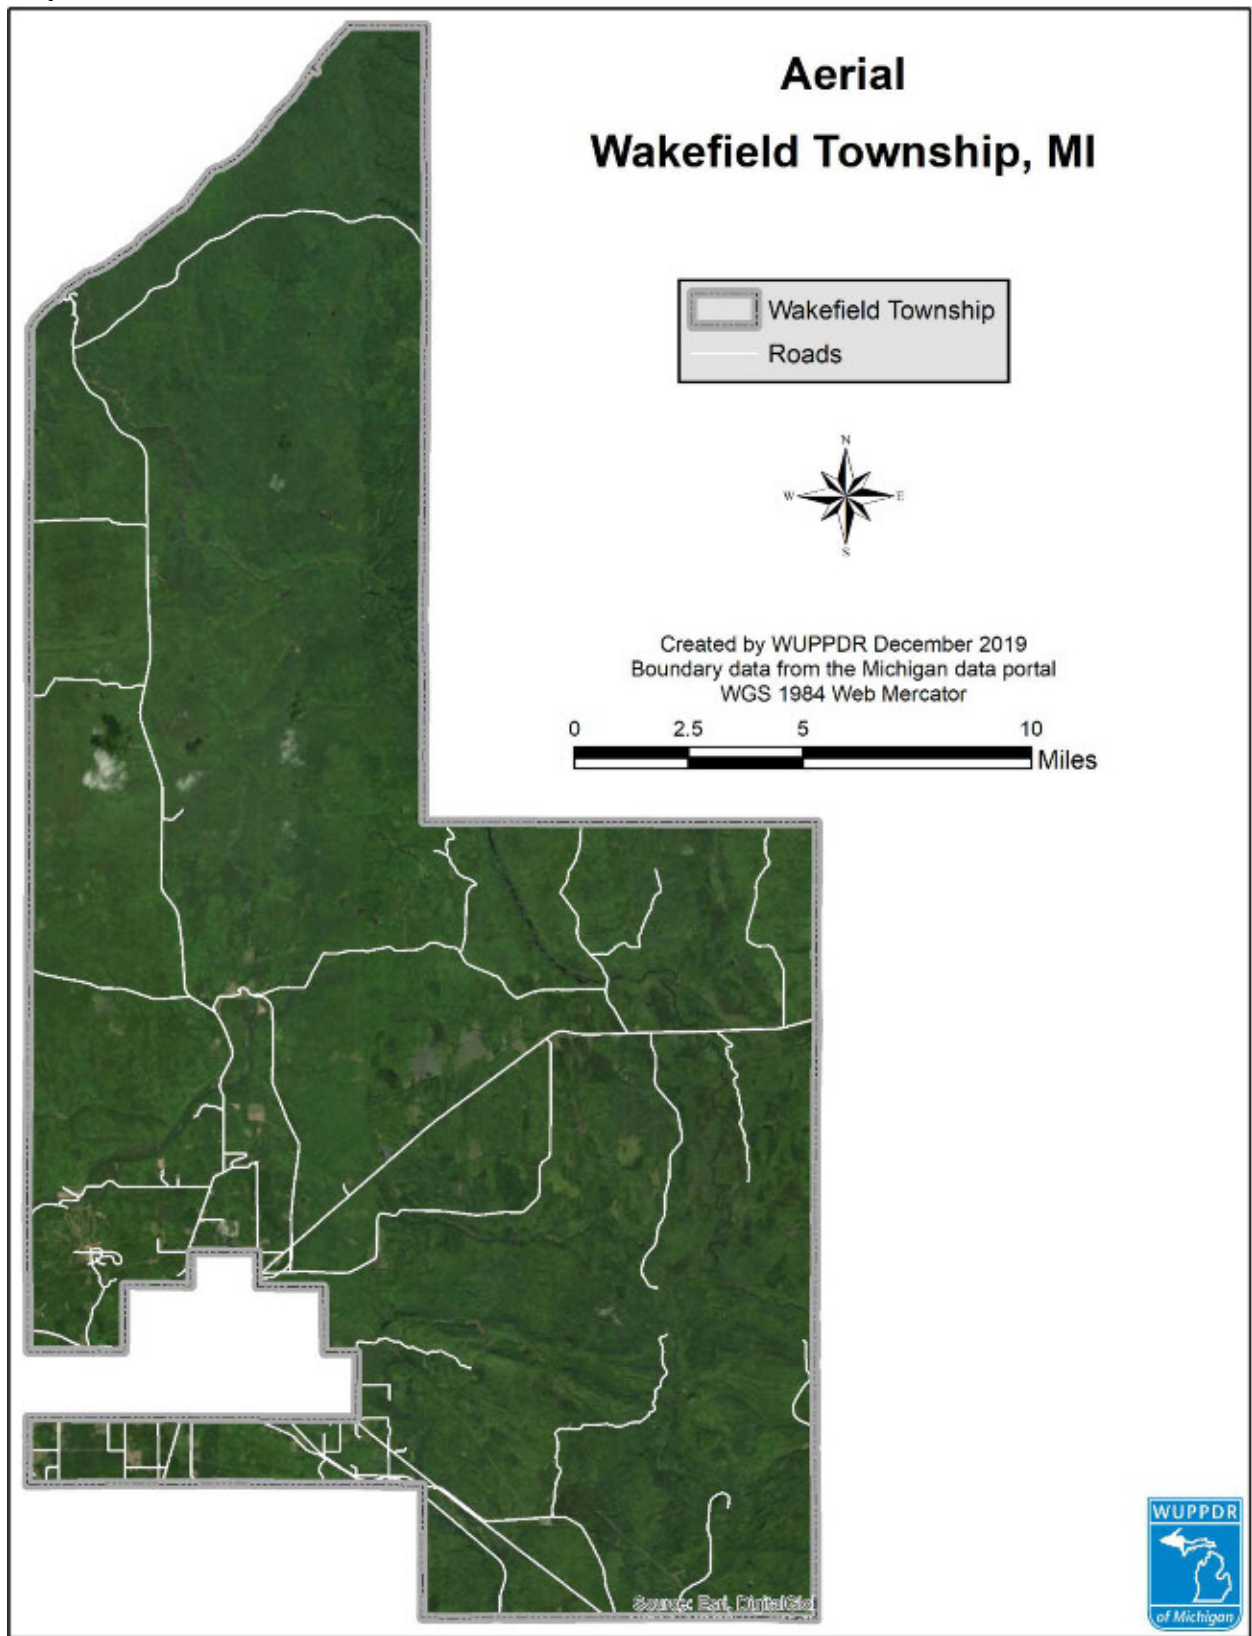 Aerial
Wakefield Township, MI
Wakefield Township
Roads
N
W E
S
Created by WUPPDR December 2019
Boundary data from the Michigan data portal
WGS 1984 Web Mercator
0 2.5 5 10
Miles
Source: Esri, DigitalGlo
WUPPDR
of Michigan